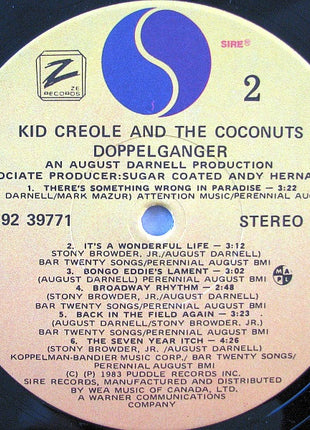 SIRE®
Z
ZE
RECORDS
2
KID CREOLE AND THE COCONUTS
DOPPELGANGER
AN AUGUST DARNELL PRODUCTION
OCIATE PRODUCER:SUGAR COATED ANDY HERNA
1. THERE'S SOMETHING WRONG IN PARADISE – 3:22
DARNELL/MARK MAZUR) ATTENTION MUSIC/PERENNIAL AUG
92 39771
STEREO
2. IT'S A WONDERFUL LIFE – 3:12
STONY BROWDER, JR./AUGUST DARNELL)
BAR TWENTY SONGS/PERENNIAL AUGUST BMI
3. BONGO EDDIE'S LAMENT – 3:02
(AUGUST DARNELL) PERENNIAL AUGUST BMI
4. BROADWAY RHYTHM – 2:48
(STONY BROWDER, JR./AUGUST DARNELL)
BAR TWENTY SONGS/PERENNIAL AUGUST BMI
5. BACK IN THE FIELD AGAIN – 3:23
(AUGUST DARNELL/STONY BROWDER, JR.)
BAR TWENTY SONGS/PERENNIAL AUGUST BMI
6. THE SEVEN YEAR ITCH – 4:26
(STONY BROWDER, JR./AUGUST DARNELL)
KOPPELMAN-BANDIER MUSIC CORP./ BAR TWENTY SONGS/
PERENNIAL AUGUST BMI
(C) (P) 1983 PUDDLE RECORDS INC.
SIRE RECORDS, MANUFACTURED AND DISTRIBUTED
BY WEA MUSIC OF CANADA, LTD.
A WARNER COMMUNICATIONS
COMPANY